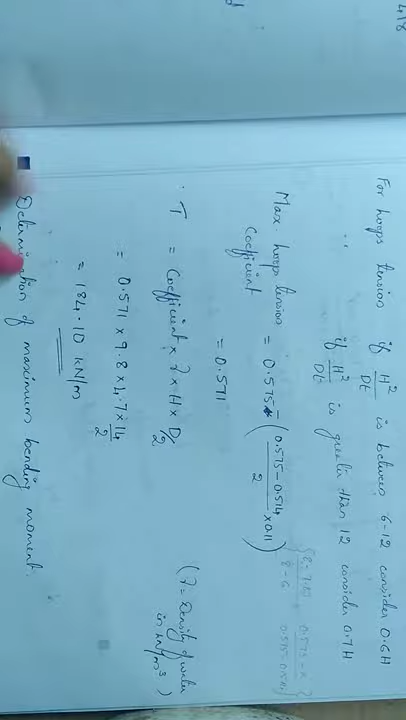 For hoops tension if H²/Dt is between 6-12 consider 0.6H
" if H²/Dt is greater than 12 consider 0.7H
Max. hoops tension Coefficient = 0.575 - (0.575-0.514/2 × 0.11)
= 0.571
T = Coefficient × γ × H × D/2 (γ = Density of water in kN/m³)
= 0.571 × 9.8 × 4.7 × 14/2
= 184.10 kN/m
Determination of maximum bending moment.